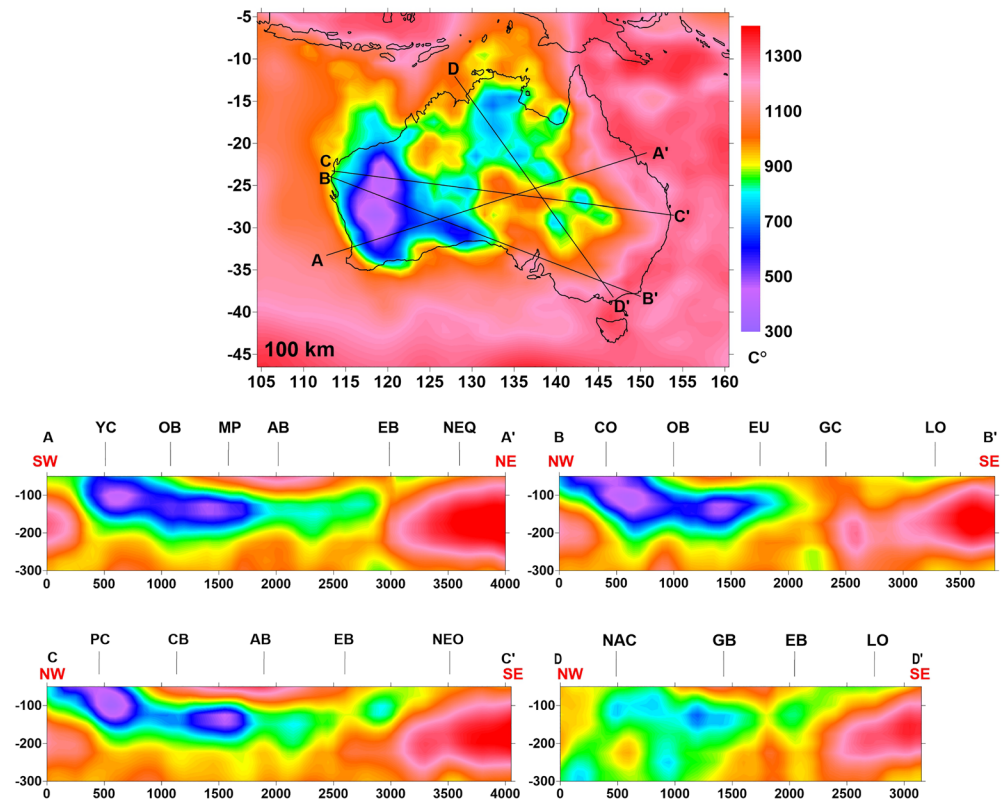 -5
-10
-15
-20
-25
-30
-35
-40
-45
D
C
B
A
A'
C'
B'
D'
100 km
105 110 115 120 125 130 135 140 145 150 155 160
1300
1100
900
700
500
300
C°
YC OB MP AB EB NEQ
A A'
SW NE
-100
-200
-300
0 500 1000 1500 2000 2500 3000 3500 4000
CO OB EU GC LO
B B'
NW SE
-100
-200
-300
0 500 1000 1500 2000 2500 3000 3500
PC CB AB EB NEO
C C'
NW SE
-100
-200
-300
0 500 1000 1500 2000 2500 3000 3500 4000
NAC GB EB LO
D D'
NW SE
-100
-200
-300
0 500 1000 1500 2000 2500 3000